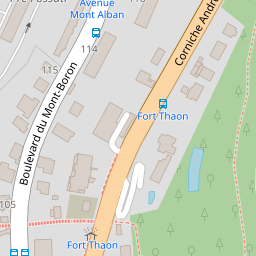 Avenue
Mont Alban
114
115
Boulevard du Mont-Boron
Corniche André
Fort Thaon
105
Fort Thaon